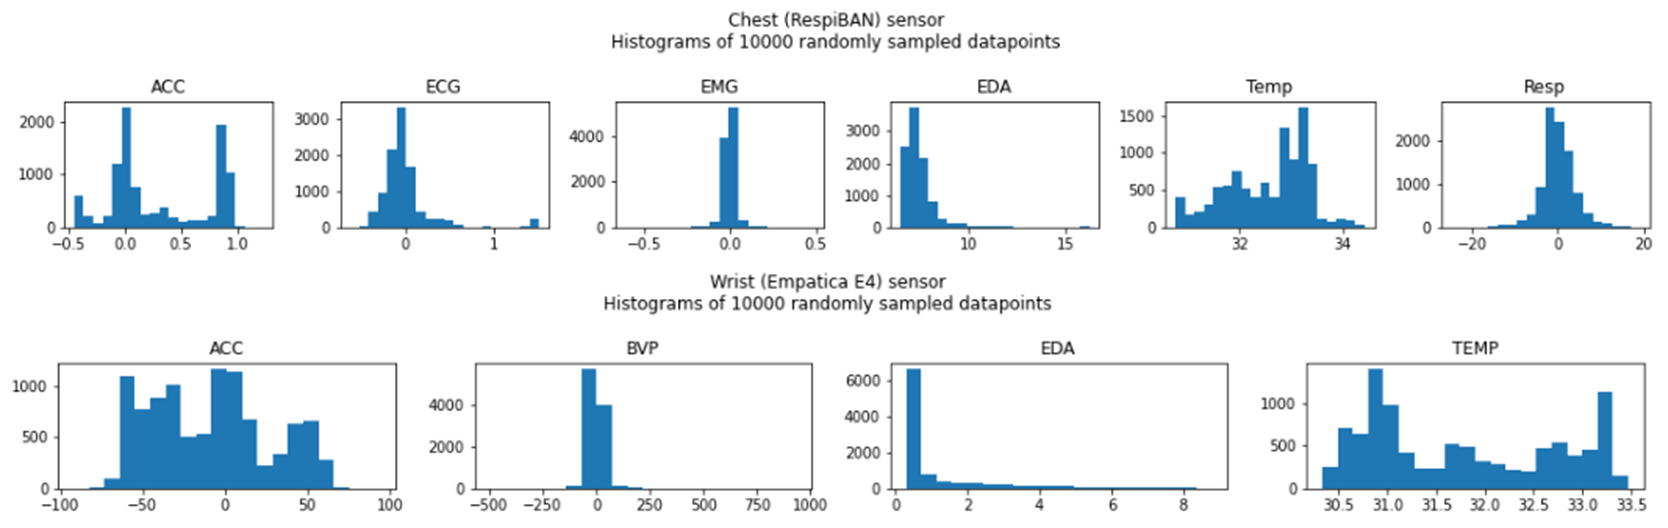 Chest (RespiBAN) sensor
Histograms of 10000 randomly sampled datapoints
ACC
2000
1000
0
−0.5 0.0 0.5 1.0
ECG
3000
2000
1000
0
0 1
EMG
4000
2000
0
−0.5 0.0 0.5
EDA
3000
2000
1000
0
10 15
Temp
1500
1000
500
0
32 34
Resp
2000
1000
0
−20 0 20
Wrist (Empatica E4) sensor
Histograms of 10000 randomly sampled datapoints
ACC
1000
500
0
−100 −50 0 50 100
BVP
4000
2000
0
−500 −250 0 250 500 750 1000
EDA
6000
4000
2000
0
0 2 4 6 8
TEMP
1000
500
0
30.5 31.0 31.5 32.0 32.5 33.0 33.5